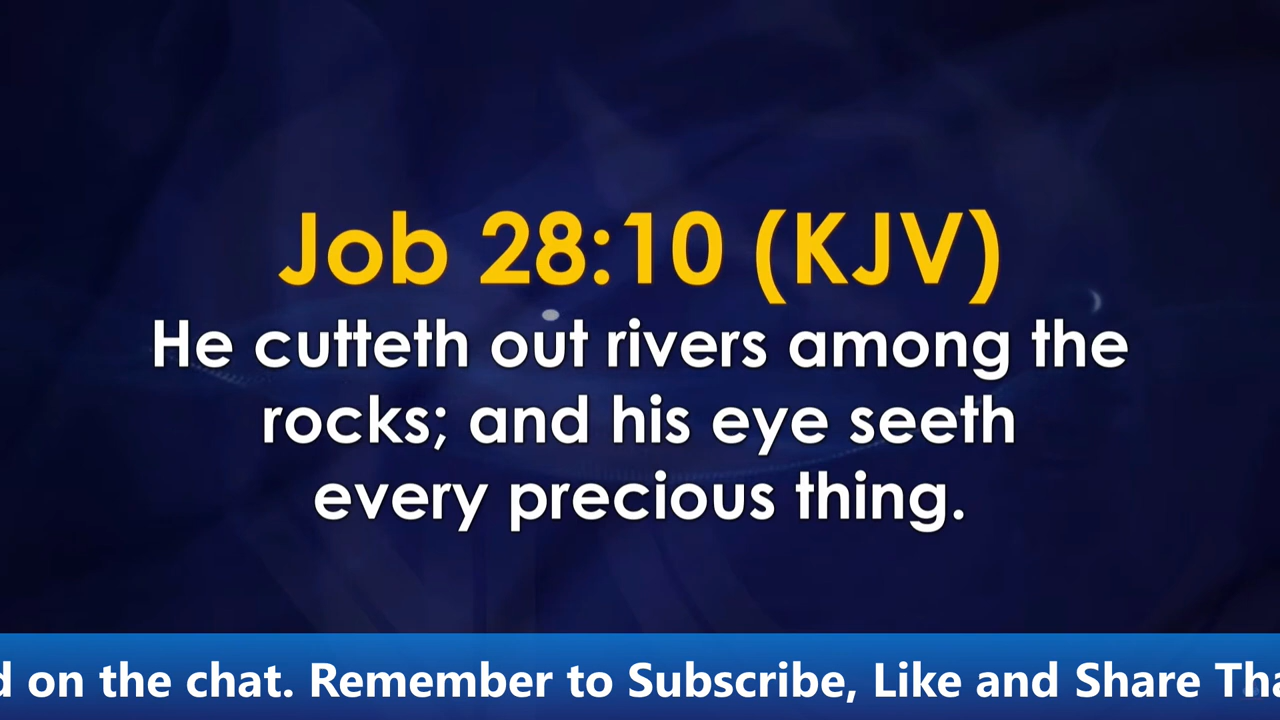 Job 28:10 (KJV)
He cutteth out rivers among the
rocks; and his eye seeth
every precious thing.
on the chat. Remember to Subscribe, Like and Share